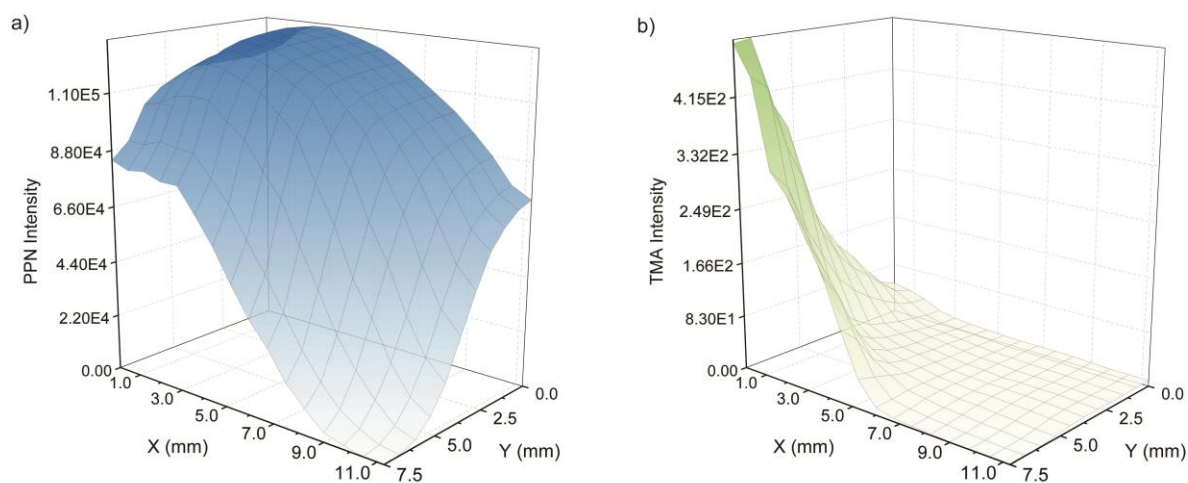 a)
PPN Intensity
1.10E5
8.80E4
6.60E4
4.40E4
2.20E4
0.00
1.0
3.0
5.0
7.0
9.0
11.0
X (mm)
0.0
2.5
5.0
7.5
Y (mm)
b)
TMA Intensity
4.15E2
3.32E2
2.49E2
1.66E2
8.30E1
0.00
1.0
3.0
5.0
7.0
9.0
11.0
X (mm)
0.0
2.5
5.0
7.5
Y (mm)